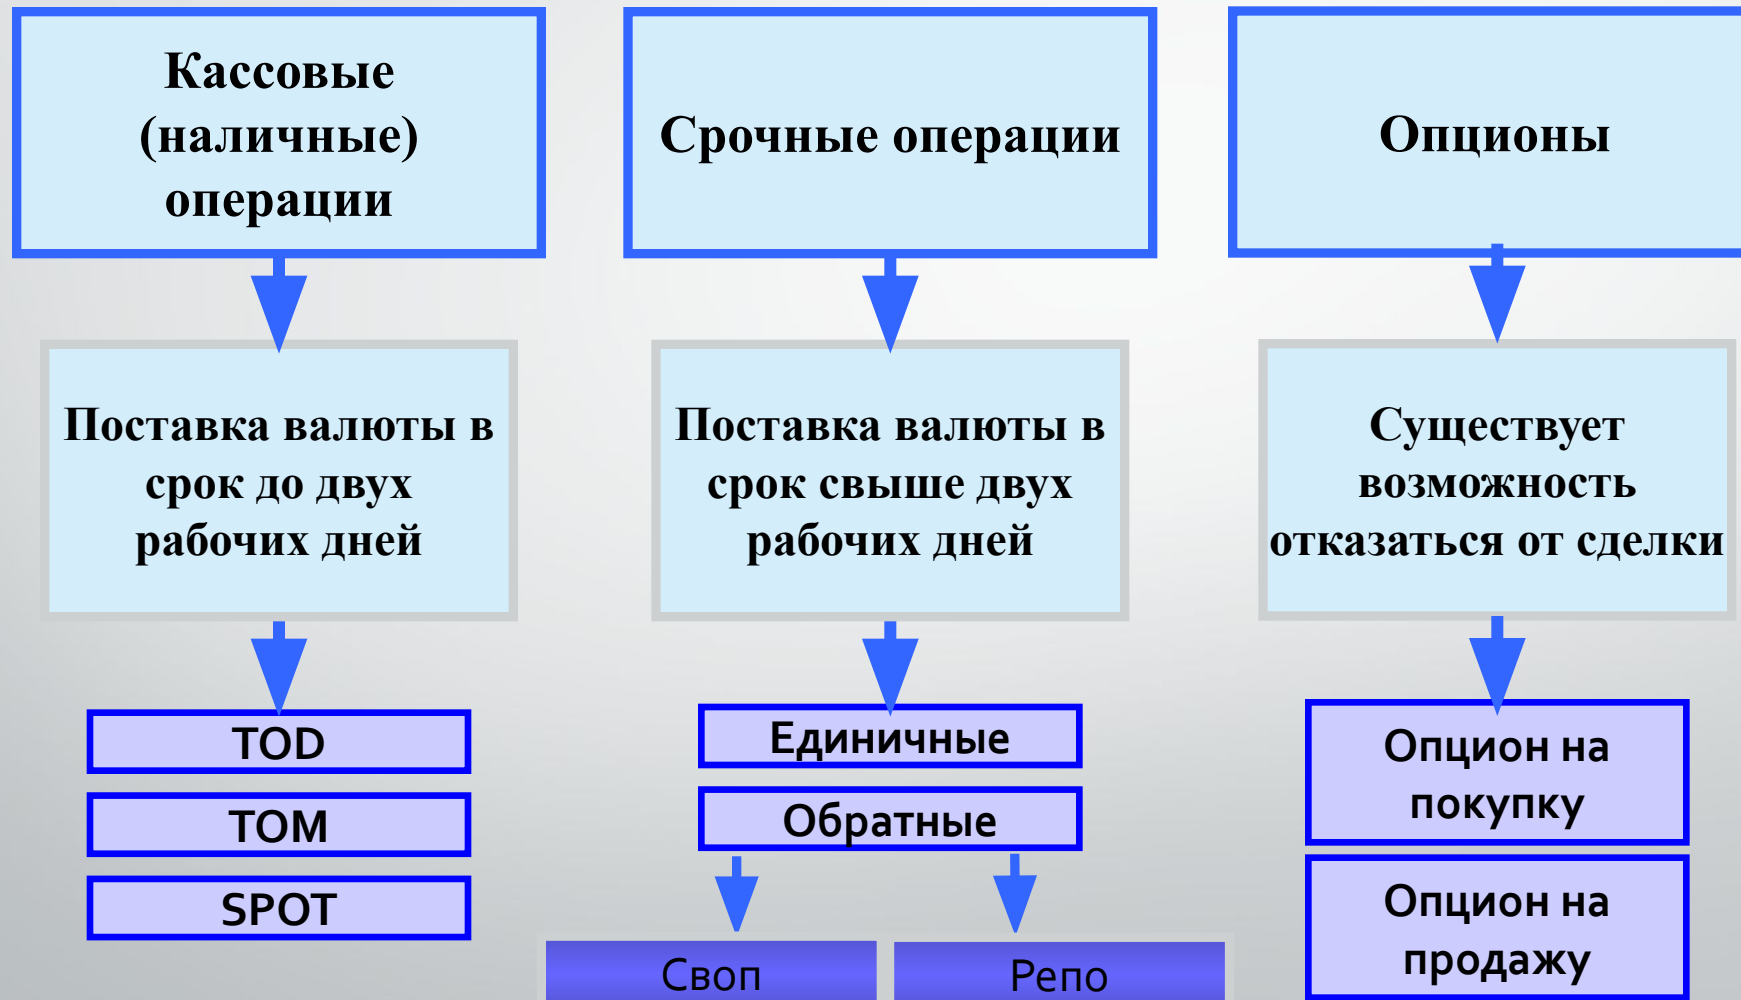 Кассовые
(наличные)
операции
Поставка валюты в
срок до двух
рабочих дней
TOD
TOM
SPOT
Срочные операции
Поставка валюты в
срок свыше двух
рабочих дней
Единичные
Обратные
Своп
Репо
Опционы
Существует
возможность
отказаться от сделки
Опцион на
покупку
Опцион на
продажу